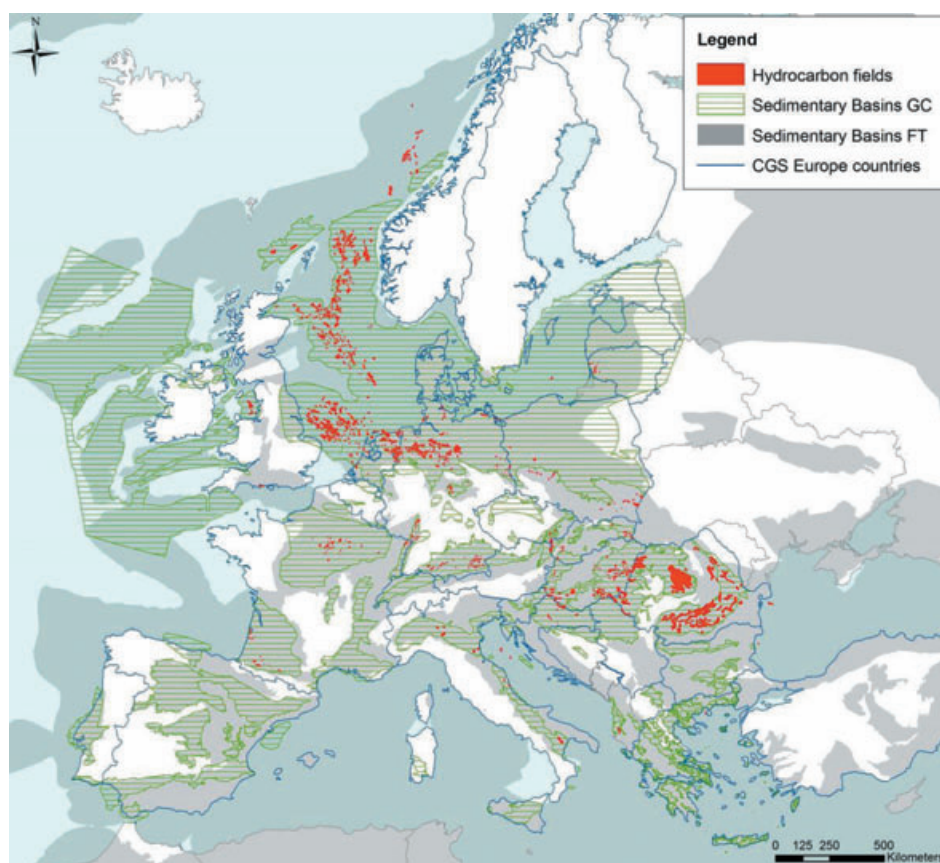 N
Legend
Hydrocarbon fields
Sedimentary Basins GC
Sedimentary Basins FT
CGS Europe countries
0 125 250 500
Kilometers